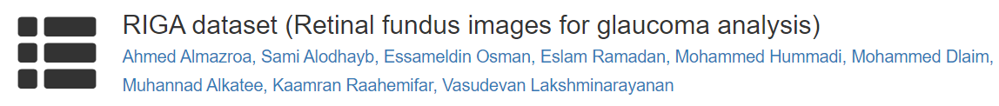 RIGA dataset (Retinal fundus images for glaucoma analysis)
Ahmed Almazroa, Sami Alodhayb, Essameldin Osman, Eslam Ramadan, Mohammed Hummadi, Mohammed Dlaim,
Muhannad Alkatee, Kaamran Raahemifar, Vasudevan Lakshminarayanan